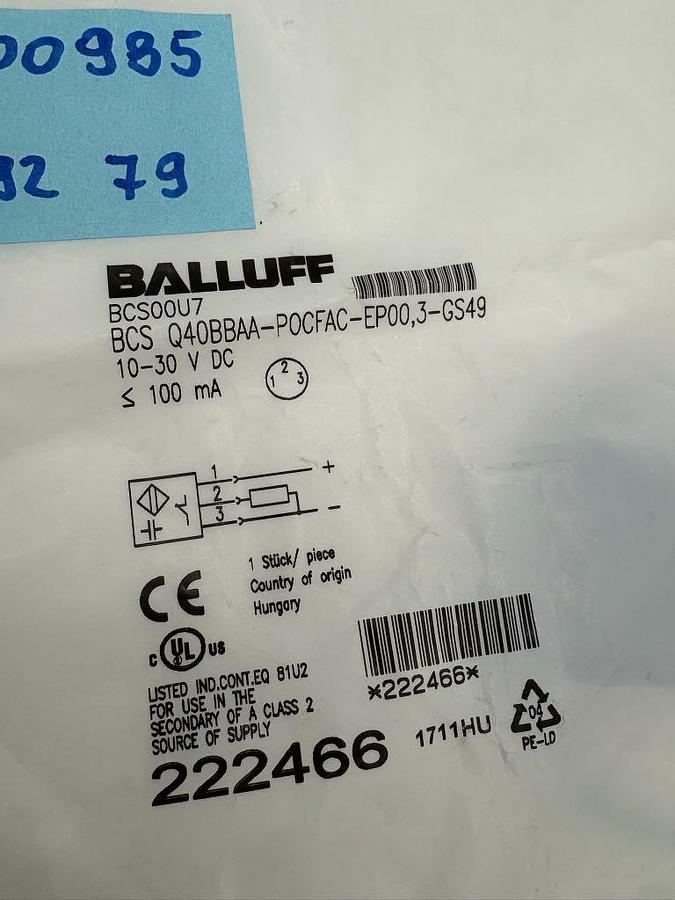 00985
92 79
BALLUFF
BCS00U7
BCS Q40BBAA-POCFAC-EP00,3-GS49
10-30 V DC
≤ 100 mA
1 2 3
1 +
2
3 -
1 Stück/ piece
Country of origin
Hungary
CE
c UL us
LISTED IND.CONT.EQ 81U2
FOR USE IN THE
SECONDARY OF A CLASS 2
SOURCE OF SUPPLY
*222466*
222466
1711HU
04
PE-LD